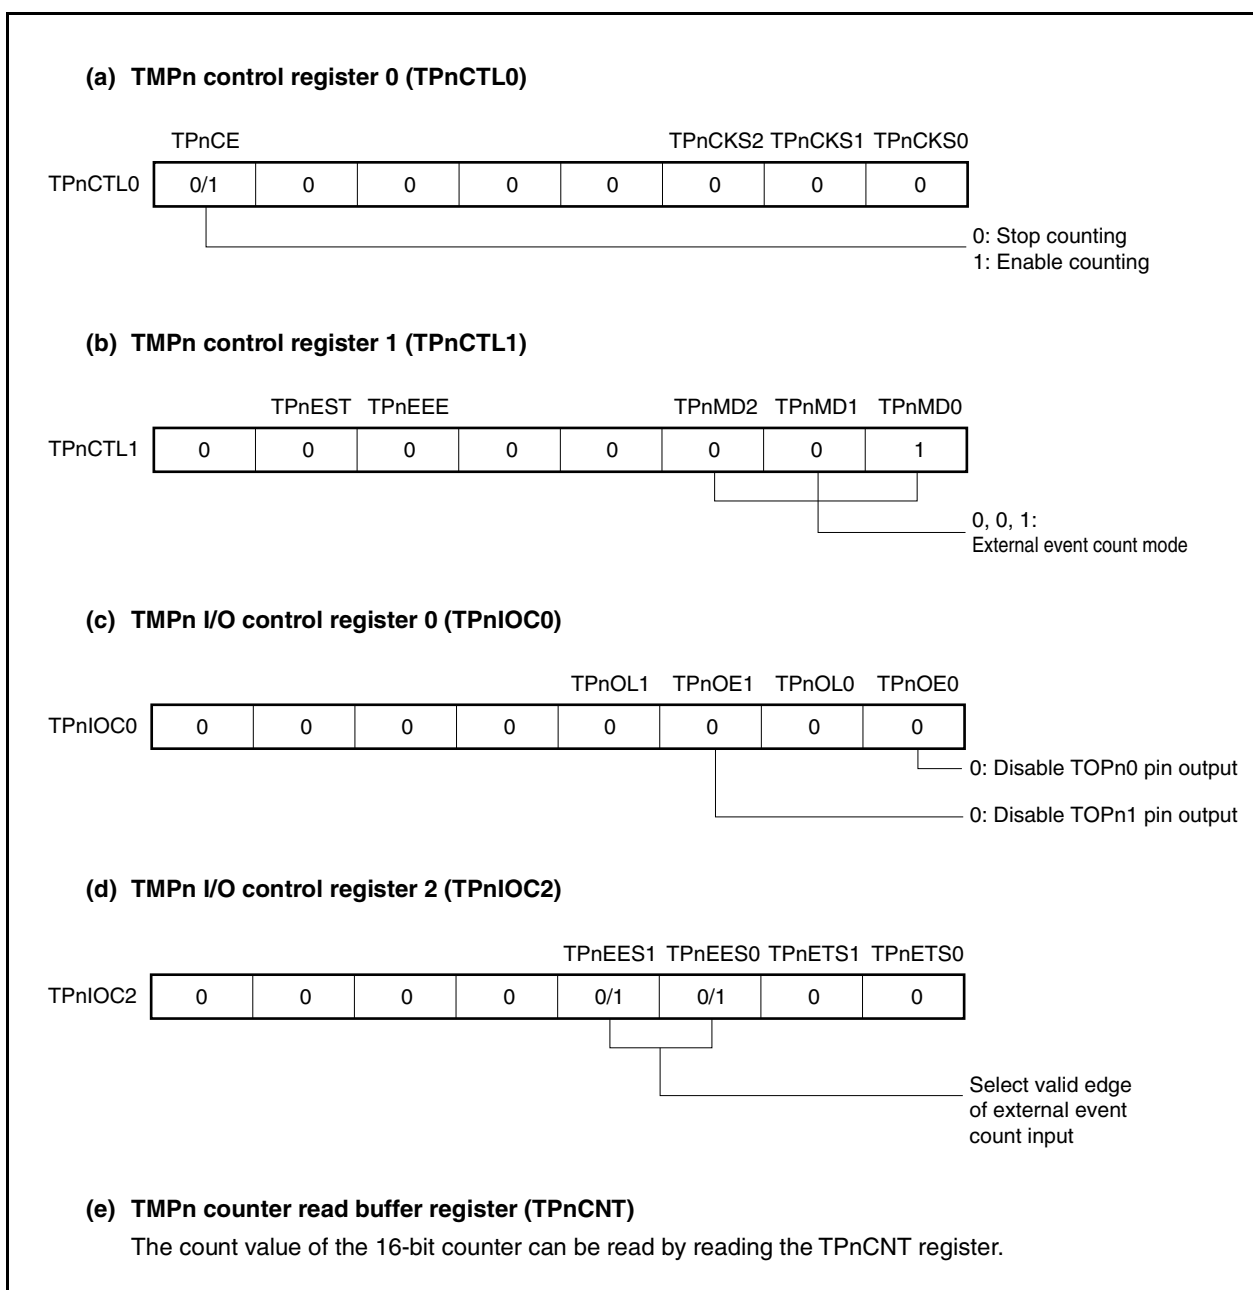 (a) TMPn control register 0 (TPnCTL0)
TPnCE TPnCKS2 TPnCKS1 TPnCKS0
TPnCTL0 0/1 0 0 0 0 0 0 0
0: Stop counting
1: Enable counting
(b) TMPn control register 1 (TPnCTL1)
TPnEST TPnEEE TPnMD2 TPnMD1 TPnMD0
TPnCTL1 0 0 0 0 0 0 0 1
0, 0, 1:
External event count mode
(c) TMPn I/O control register 0 (TPnIOC0)
TPnOL1 TPnOE1 TPnOL0 TPnOE0
TPnIOC0 0 0 0 0 0 0 0 0
0: Disable TOPn0 pin output
0: Disable TOPn1 pin output
(d) TMPn I/O control register 2 (TPnIOC2)
TPnEES1 TPnEES0 TPnETS1 TPnETS0
TPnIOC2 0 0 0 0 0/1 0/1 0 0
Select valid edge
of external event
count input
(e) TMPn counter read buffer register (TPnCNT)
The count value of the 16-bit counter can be read by reading the TPnCNT register.